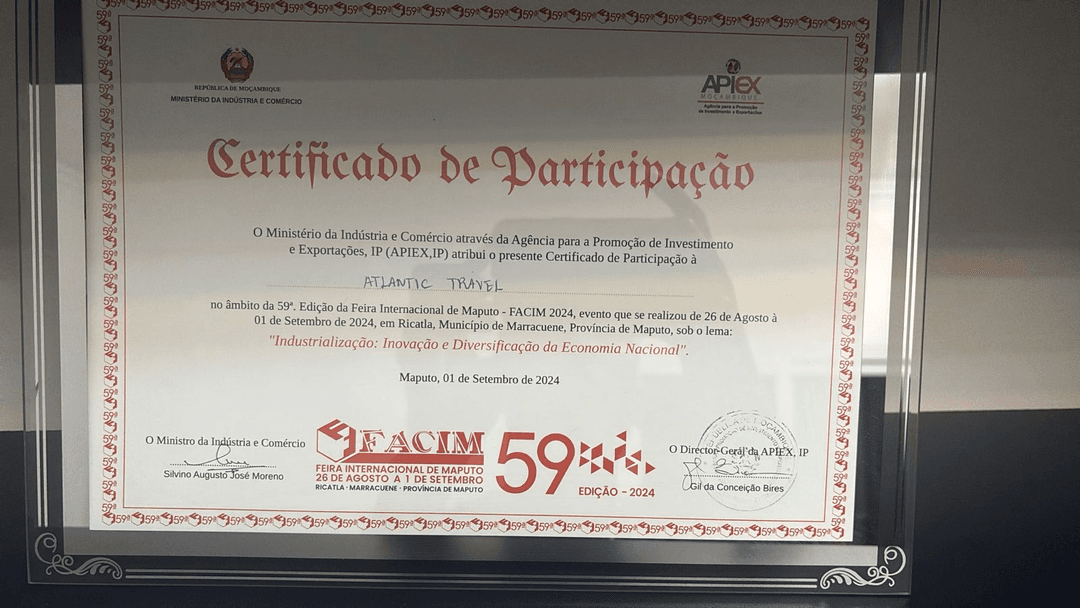 REPÚBLICA DE MOÇAMBIQUE
MINISTÉRIO DA INDÚSTRIA E COMÉRCIO
APIEX
MOÇAMBIQUE
Agência para a Promoção
de Investimento e Exportações
Certificado de Participação
O Ministério da Indústria e Comércio através da Agência para a Promoção de Investimento
e Exportações, IP (APIEX,IP) atribui o presente Certificado de Participação à
ATLANTIC TRAVEL
no âmbito da 59ª. Edição da Feira Internacional de Maputo - FACIM 2024, evento que se realizou de 26 de Agosto à
01 de Setembro de 2024, em Ricatla, Município de Marracuene, Província de Maputo, sob o lema:
"Industrialização: Inovação e Diversificação da Economia Nacional".
Maputo, 01 de Setembro de 2024
O Ministro da Indústria e Comércio
Silvino Augusto José Moreno
FACIM
FEIRA INTERNACIONAL DE MAPUTO
26 DE AGOSTO A 1 DE SETEMBRO
RICATLA · MARRACUENE · PROVÍNCIA DE MAPUTO
59
EDIÇÃO - 2024
O Director-Geral da APIEX, IP
Gil da Conceição Bires